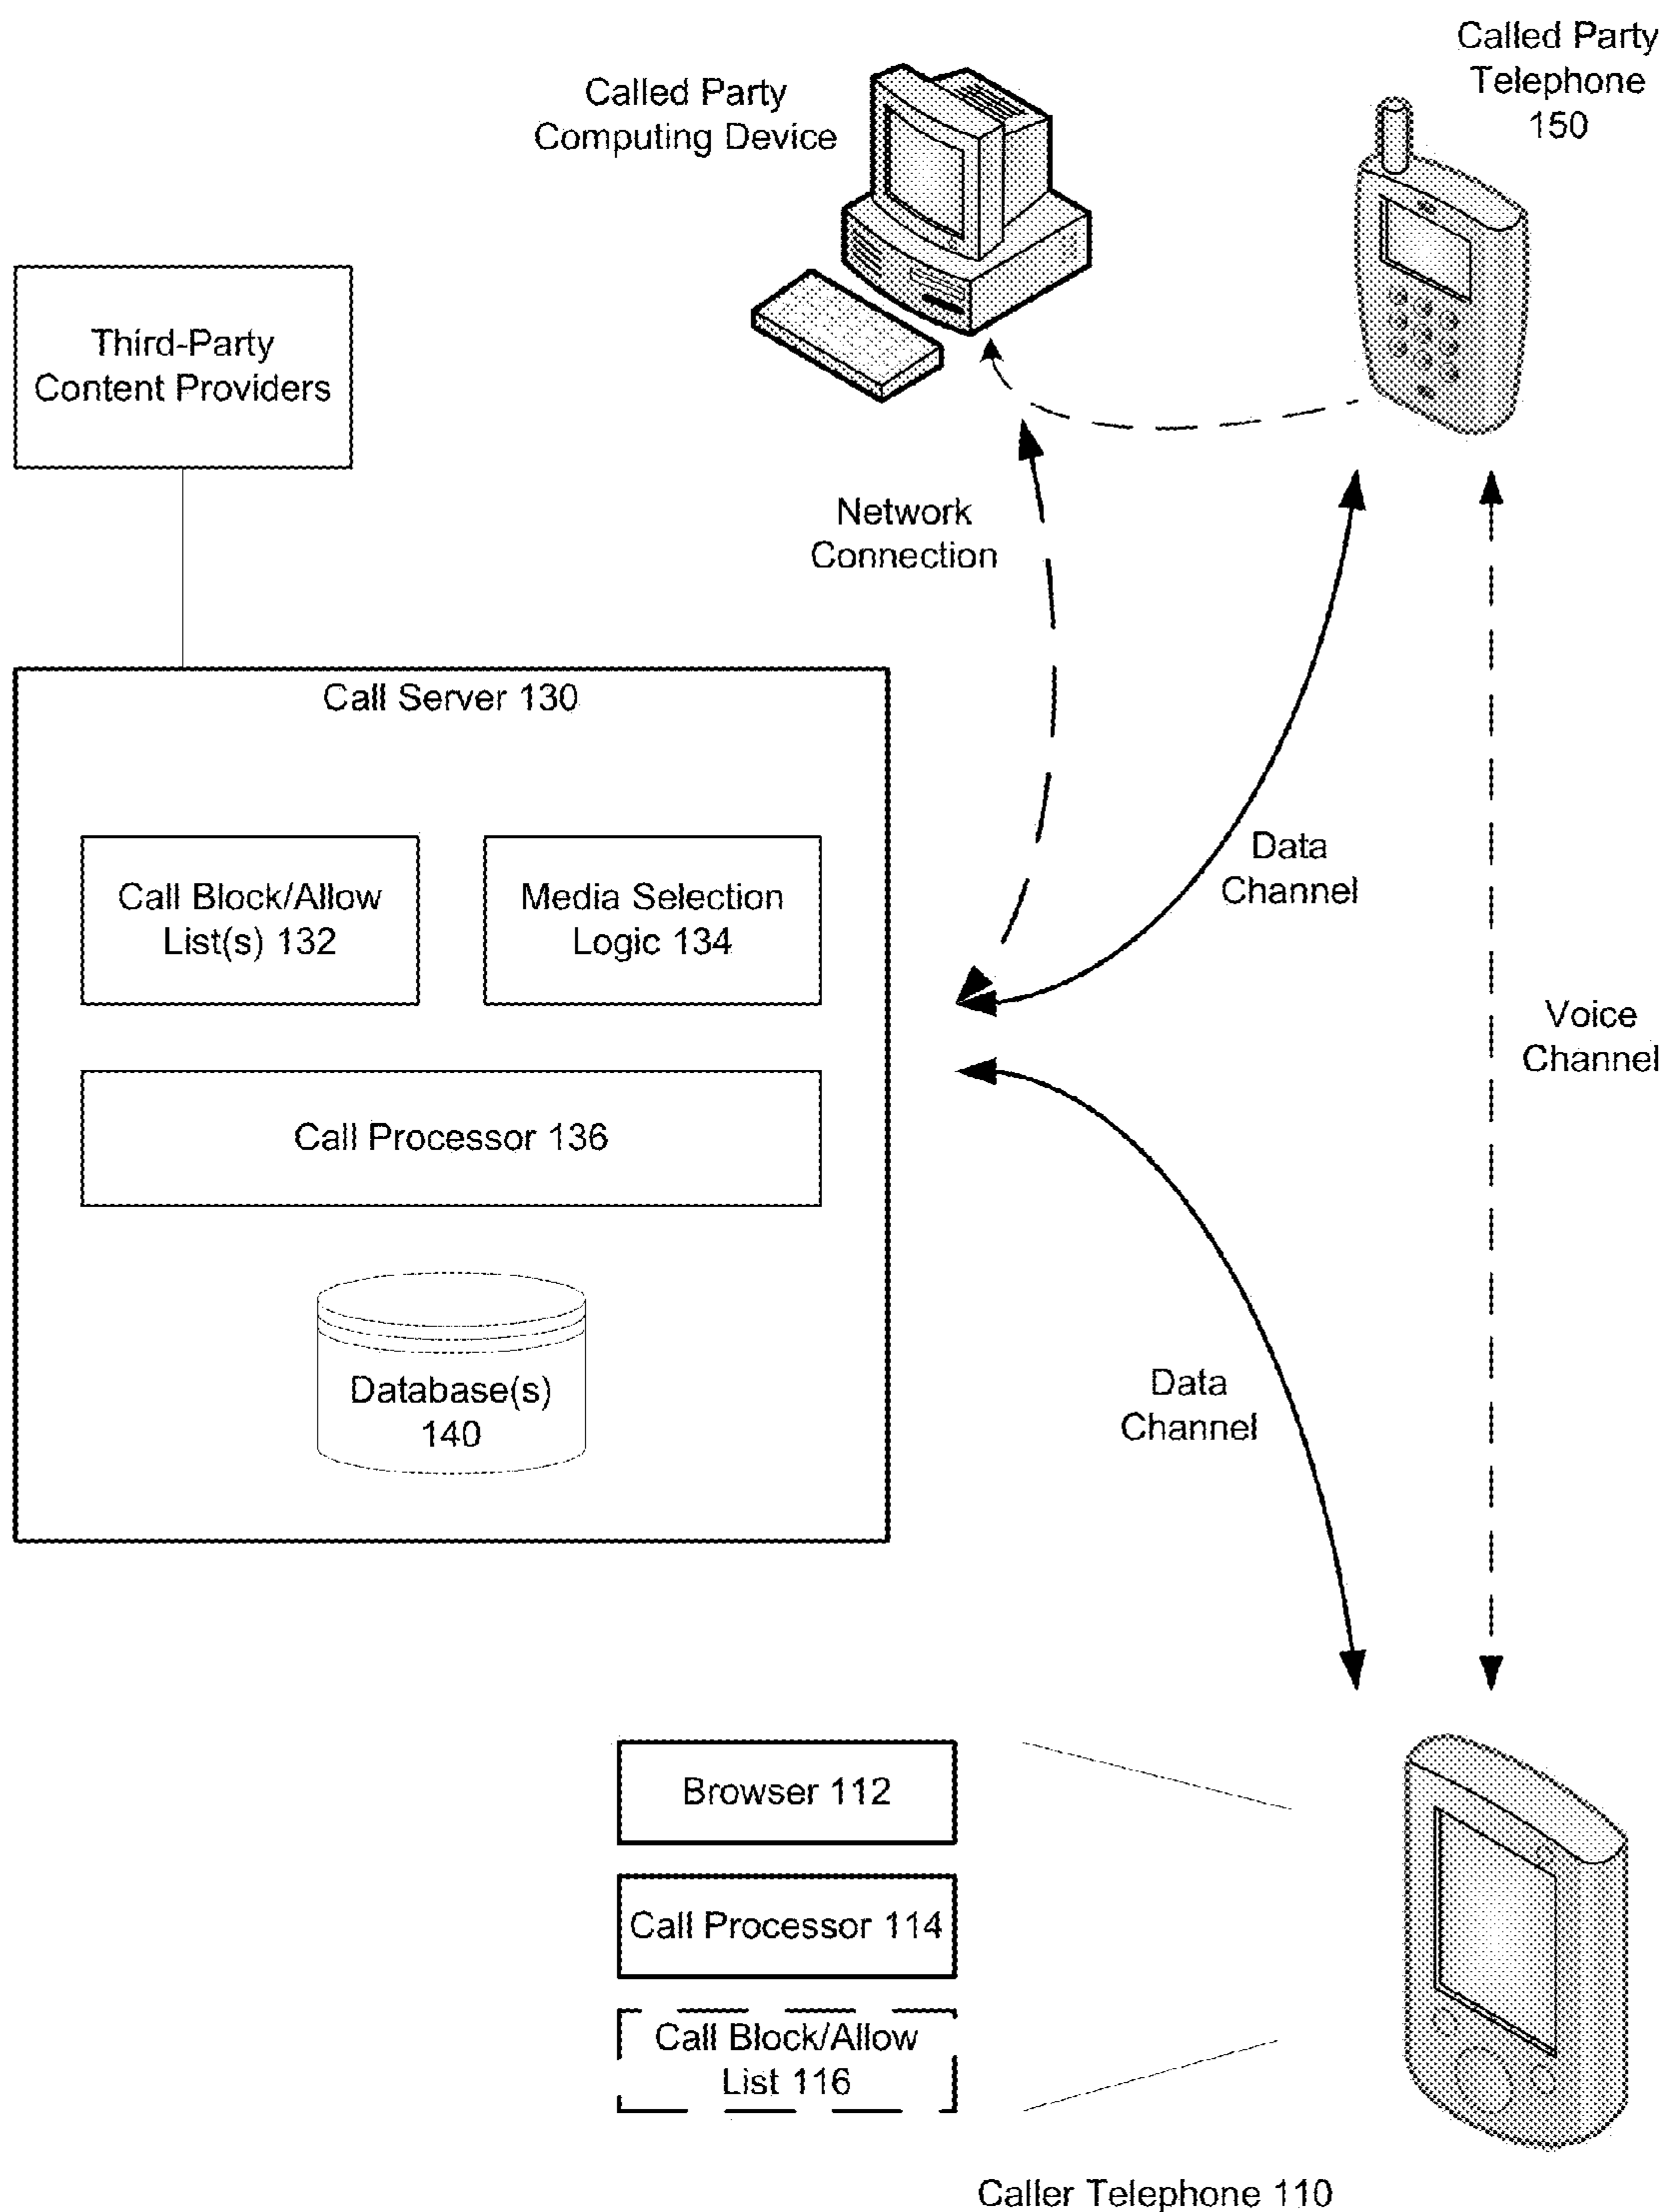 Called Party
Telephone
150
Called Party
Computing Device
Third-Party
Content Providers
Network
Connection
Call Server 130
Data
Channel
Call Block/Allow
List(s) 132
Media Selection
Logic 134
Voice
Channel
Call Processor 136
Database(s)
140
Data
Channel
Browser 112
Call Processor 114
Call Block/Allow
List 116
Caller Telephone 110